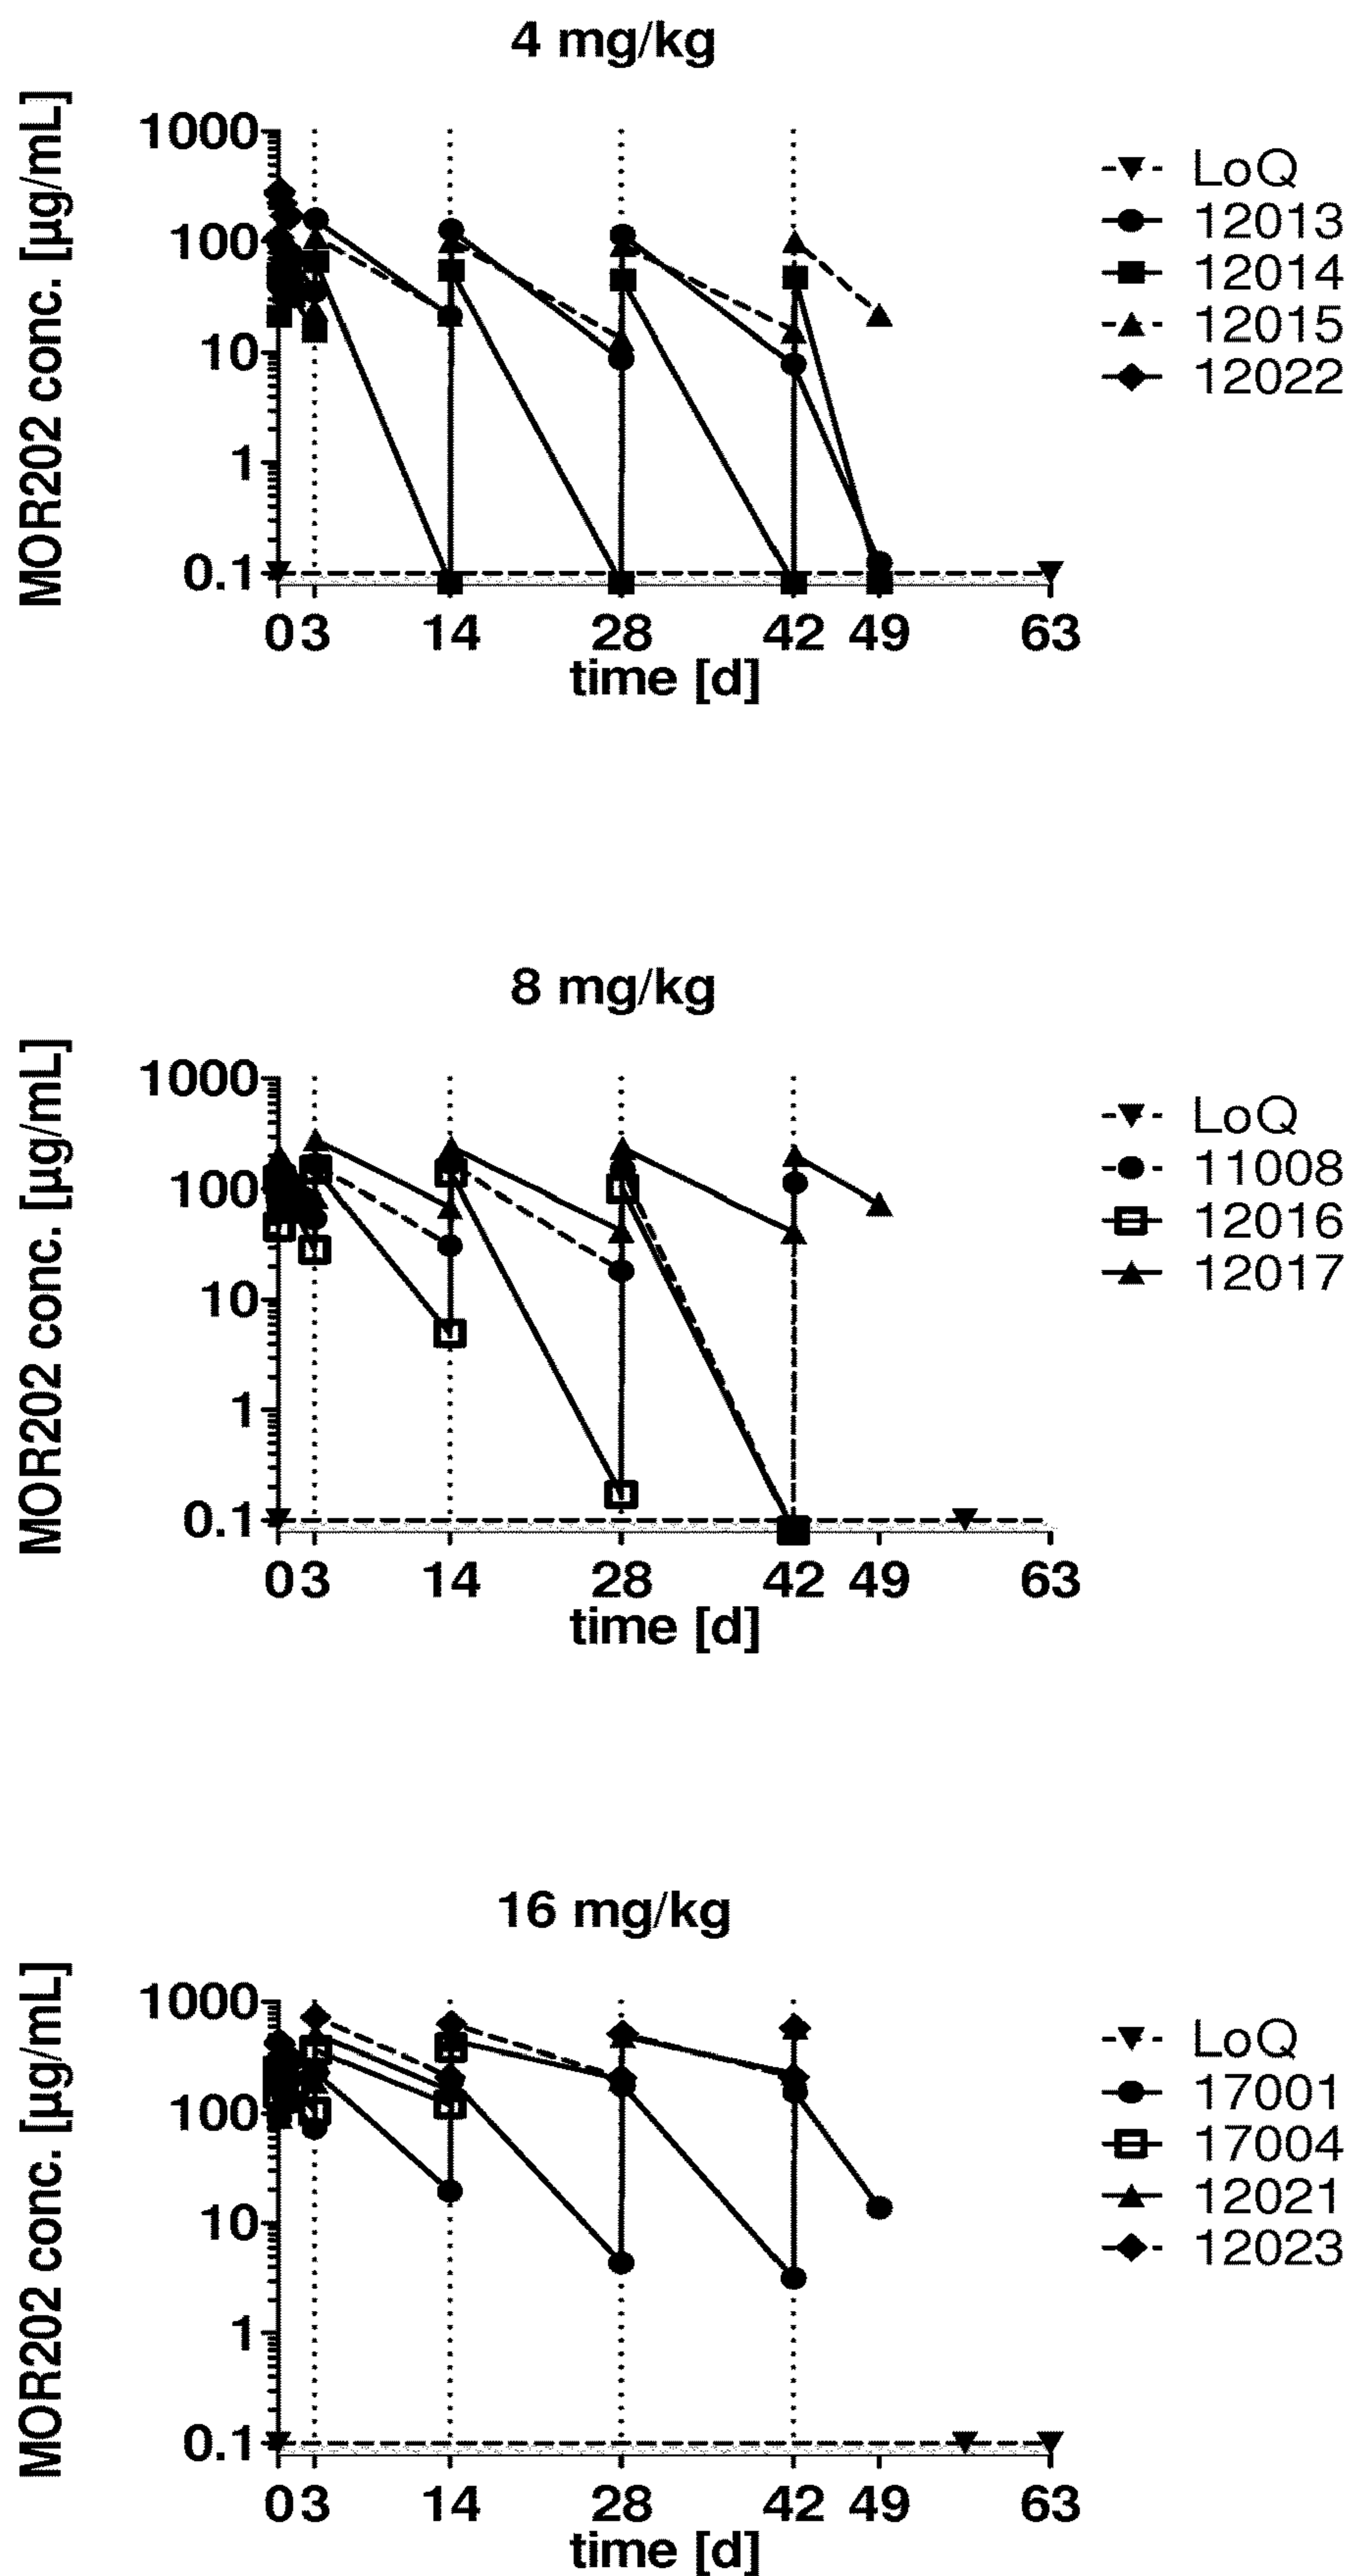 4 mg/kg
MOR202 conc. [µg/mL]
1000
100
10
1
0.1
0 3 14 28 42 49 63
time [d]
LoQ
12013
12014
12015
12022
8 mg/kg
MOR202 conc. [µg/mL]
1000
100
10
1
0.1
0 3 14 28 42 49 63
time [d]
LoQ
11008
12016
12017
16 mg/kg
MOR202 conc. [µg/mL]
1000
100
10
1
0.1
0 3 14 28 42 49 63
time [d]
LoQ
17001
17004
12021
12023